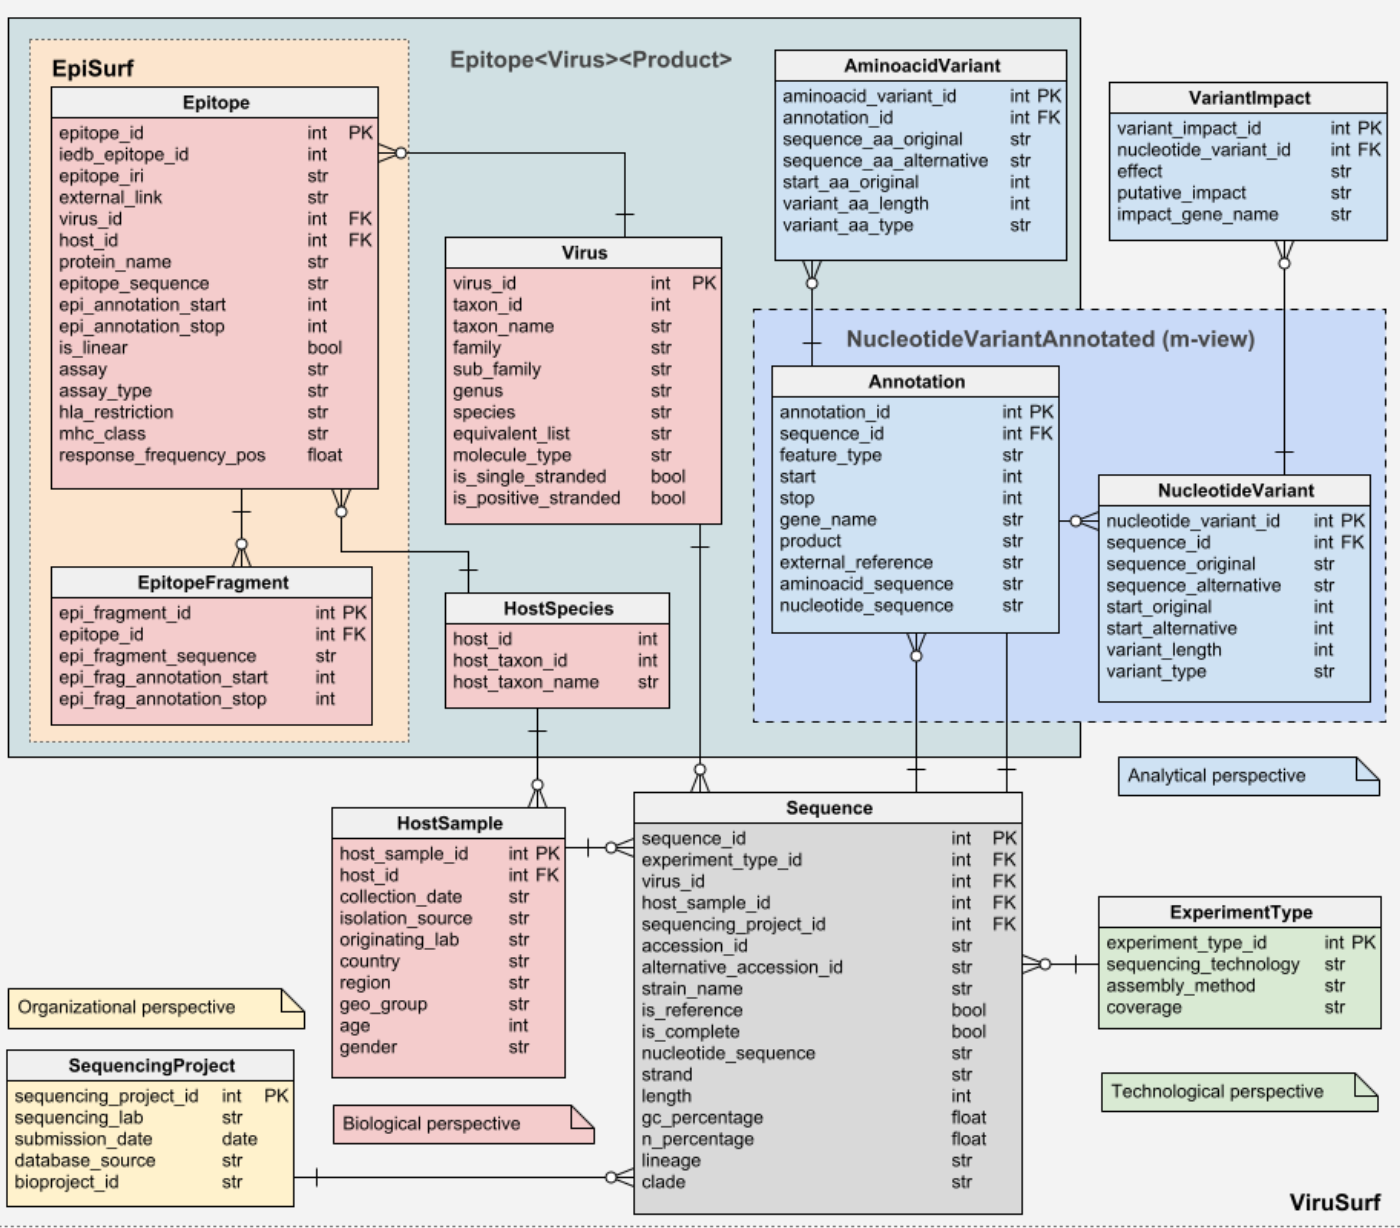 EpiSurf
Epitope<Virus><Product>
Epitope
epitope_id int PK
iedb_epitope_id int
epitope_iri str
external_link str
virus_id int FK
host_id int FK
protein_name str
epitope_sequence str
epi_annotation_start int
epi_annotation_stop int
is_linear bool
assay str
assay_type str
hla_restriction str
mhc_class str
response_frequency_pos float
EpitopeFragment
epi_fragment_id int PK
epitope_id int FK
epi_fragment_sequence str
epi_frag_annotation_start int
epi_frag_annotation_stop int
Virus
virus_id int PK
taxon_id int
taxon_name str
family str
sub_family str
genus str
species str
equivalent_list str
molecule_type str
is_single_stranded bool
is_positive_stranded bool
HostSpecies
host_id int
host_taxon_id int
host_taxon_name str
AminoacidVariant
aminoacid_variant_id int PK
annotation_id int FK
sequence_aa_original str
sequence_aa_alternative str
start_aa_original int
variant_aa_length int
variant_aa_type str
VariantImpact
variant_impact_id int PK
nucleotide_variant_id int FK
effect str
putative_impact str
impact_gene_name str
NucleotideVariantAnnotated (m-view)
Annotation
annotation_id int PK
sequence_id int FK
feature_type str
start int
stop int
gene_name str
product str
external_reference str
aminoacid_sequence str
nucleotide_sequence str
NucleotideVariant
nucleotide_variant_id int PK
sequence_id int FK
sequence_original str
sequence_alternative str
start_original int
start_alternative int
variant_length int
variant_type str
Analytical perspective
HostSample
host_sample_id int PK
host_id int FK
collection_date str
isolation_source str
originating_lab str
country str
region str
geo_group str
age int
gender str
Sequence
sequence_id int PK
experiment_type_id int FK
virus_id int FK
host_sample_id int FK
sequencing_project_id int FK
accession_id str
alternative_accession_id str
strain_name str
is_reference bool
is_complete bool
nucleotide_sequence str
strand str
length int
gc_percentage float
n_percentage float
lineage str
clade str
ExperimentType
experiment_type_id int PK
sequencing_technology str
assembly_method str
coverage str
Organizational perspective
SequencingProject
sequencing_project_id int PK
sequencing_lab str
submission_date date
database_source str
bioproject_id str
Biological perspective
Technological perspective
ViruSurf